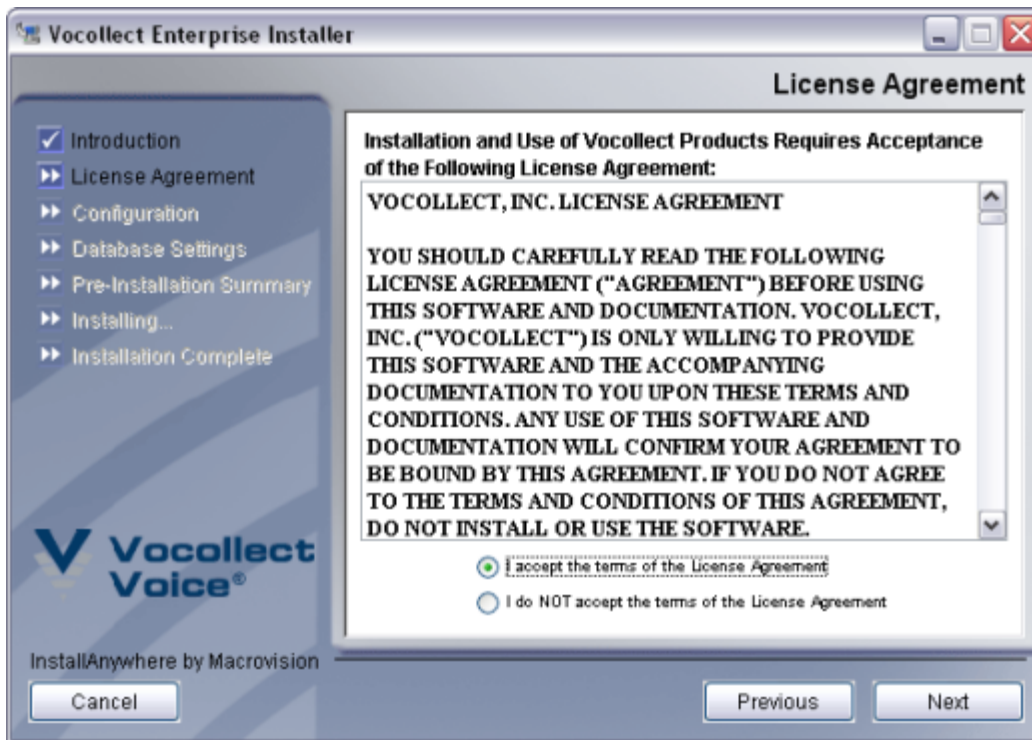 Vocollect Enterprise Installer
License Agreement
Introduction
License Agreement
Configuration
Database Settings
Pre-Installation Summary
Installing...
Installation Complete
Vocollect
Voice®
Installation and Use of Vocollect Products Requires Acceptance
of the Following License Agreement:
VOCOLLECT, INC. LICENSE AGREEMENT
YOU SHOULD CAREFULLY READ THE FOLLOWING
LICENSE AGREEMENT ("AGREEMENT") BEFORE USING
THIS SOFTWARE AND DOCUMENTATION. VOCOLLECT,
INC. ("VOCOLLECT") IS ONLY WILLING TO PROVIDE
THIS SOFTWARE AND THE ACCOMPANYING
DOCUMENTATION TO YOU UPON THESE TERMS AND
CONDITIONS. ANY USE OF THIS SOFTWARE AND
DOCUMENTATION WILL CONFIRM YOUR AGREEMENT TO
BE BOUND BY THIS AGREEMENT. IF YOU DO NOT AGREE
TO THE TERMS AND CONDITIONS OF THIS AGREEMENT,
DO NOT INSTALL OR USE THE SOFTWARE.
I accept the terms of the License Agreement
I do NOT accept the terms of the License Agreement
InstallAnywhere by Macrovision
Cancel
Previous
Next